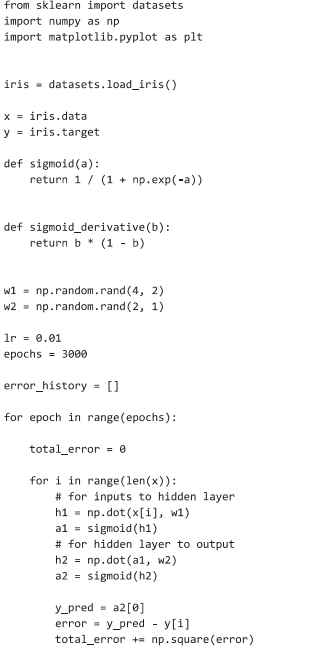 from sklearn import datasets
import numpy as np
import matplotlib.pyplot as plt


iris = datasets.load_iris()

x = iris.data
y = iris.target

def sigmoid(a):
    return 1 / (1 + np.exp(-a))


def sigmoid_derivative(b):
    return b * (1 - b)


w1 = np.random.rand(4, 2)
w2 = np.random.rand(2, 1)

lr = 0.01
epochs = 3000

error_history = []

for epoch in range(epochs):

    total_error = 0

    for i in range(len(x)):
        # for inputs to hidden layer
        h1 = np.dot(x[i], w1)
        a1 = sigmoid(h1)
        # for hidden layer to output
        h2 = np.dot(a1, w2)
        a2 = sigmoid(h2)

        y_pred = a2[0]
        error = y_pred - y[i]
        total_error += np.square(error)